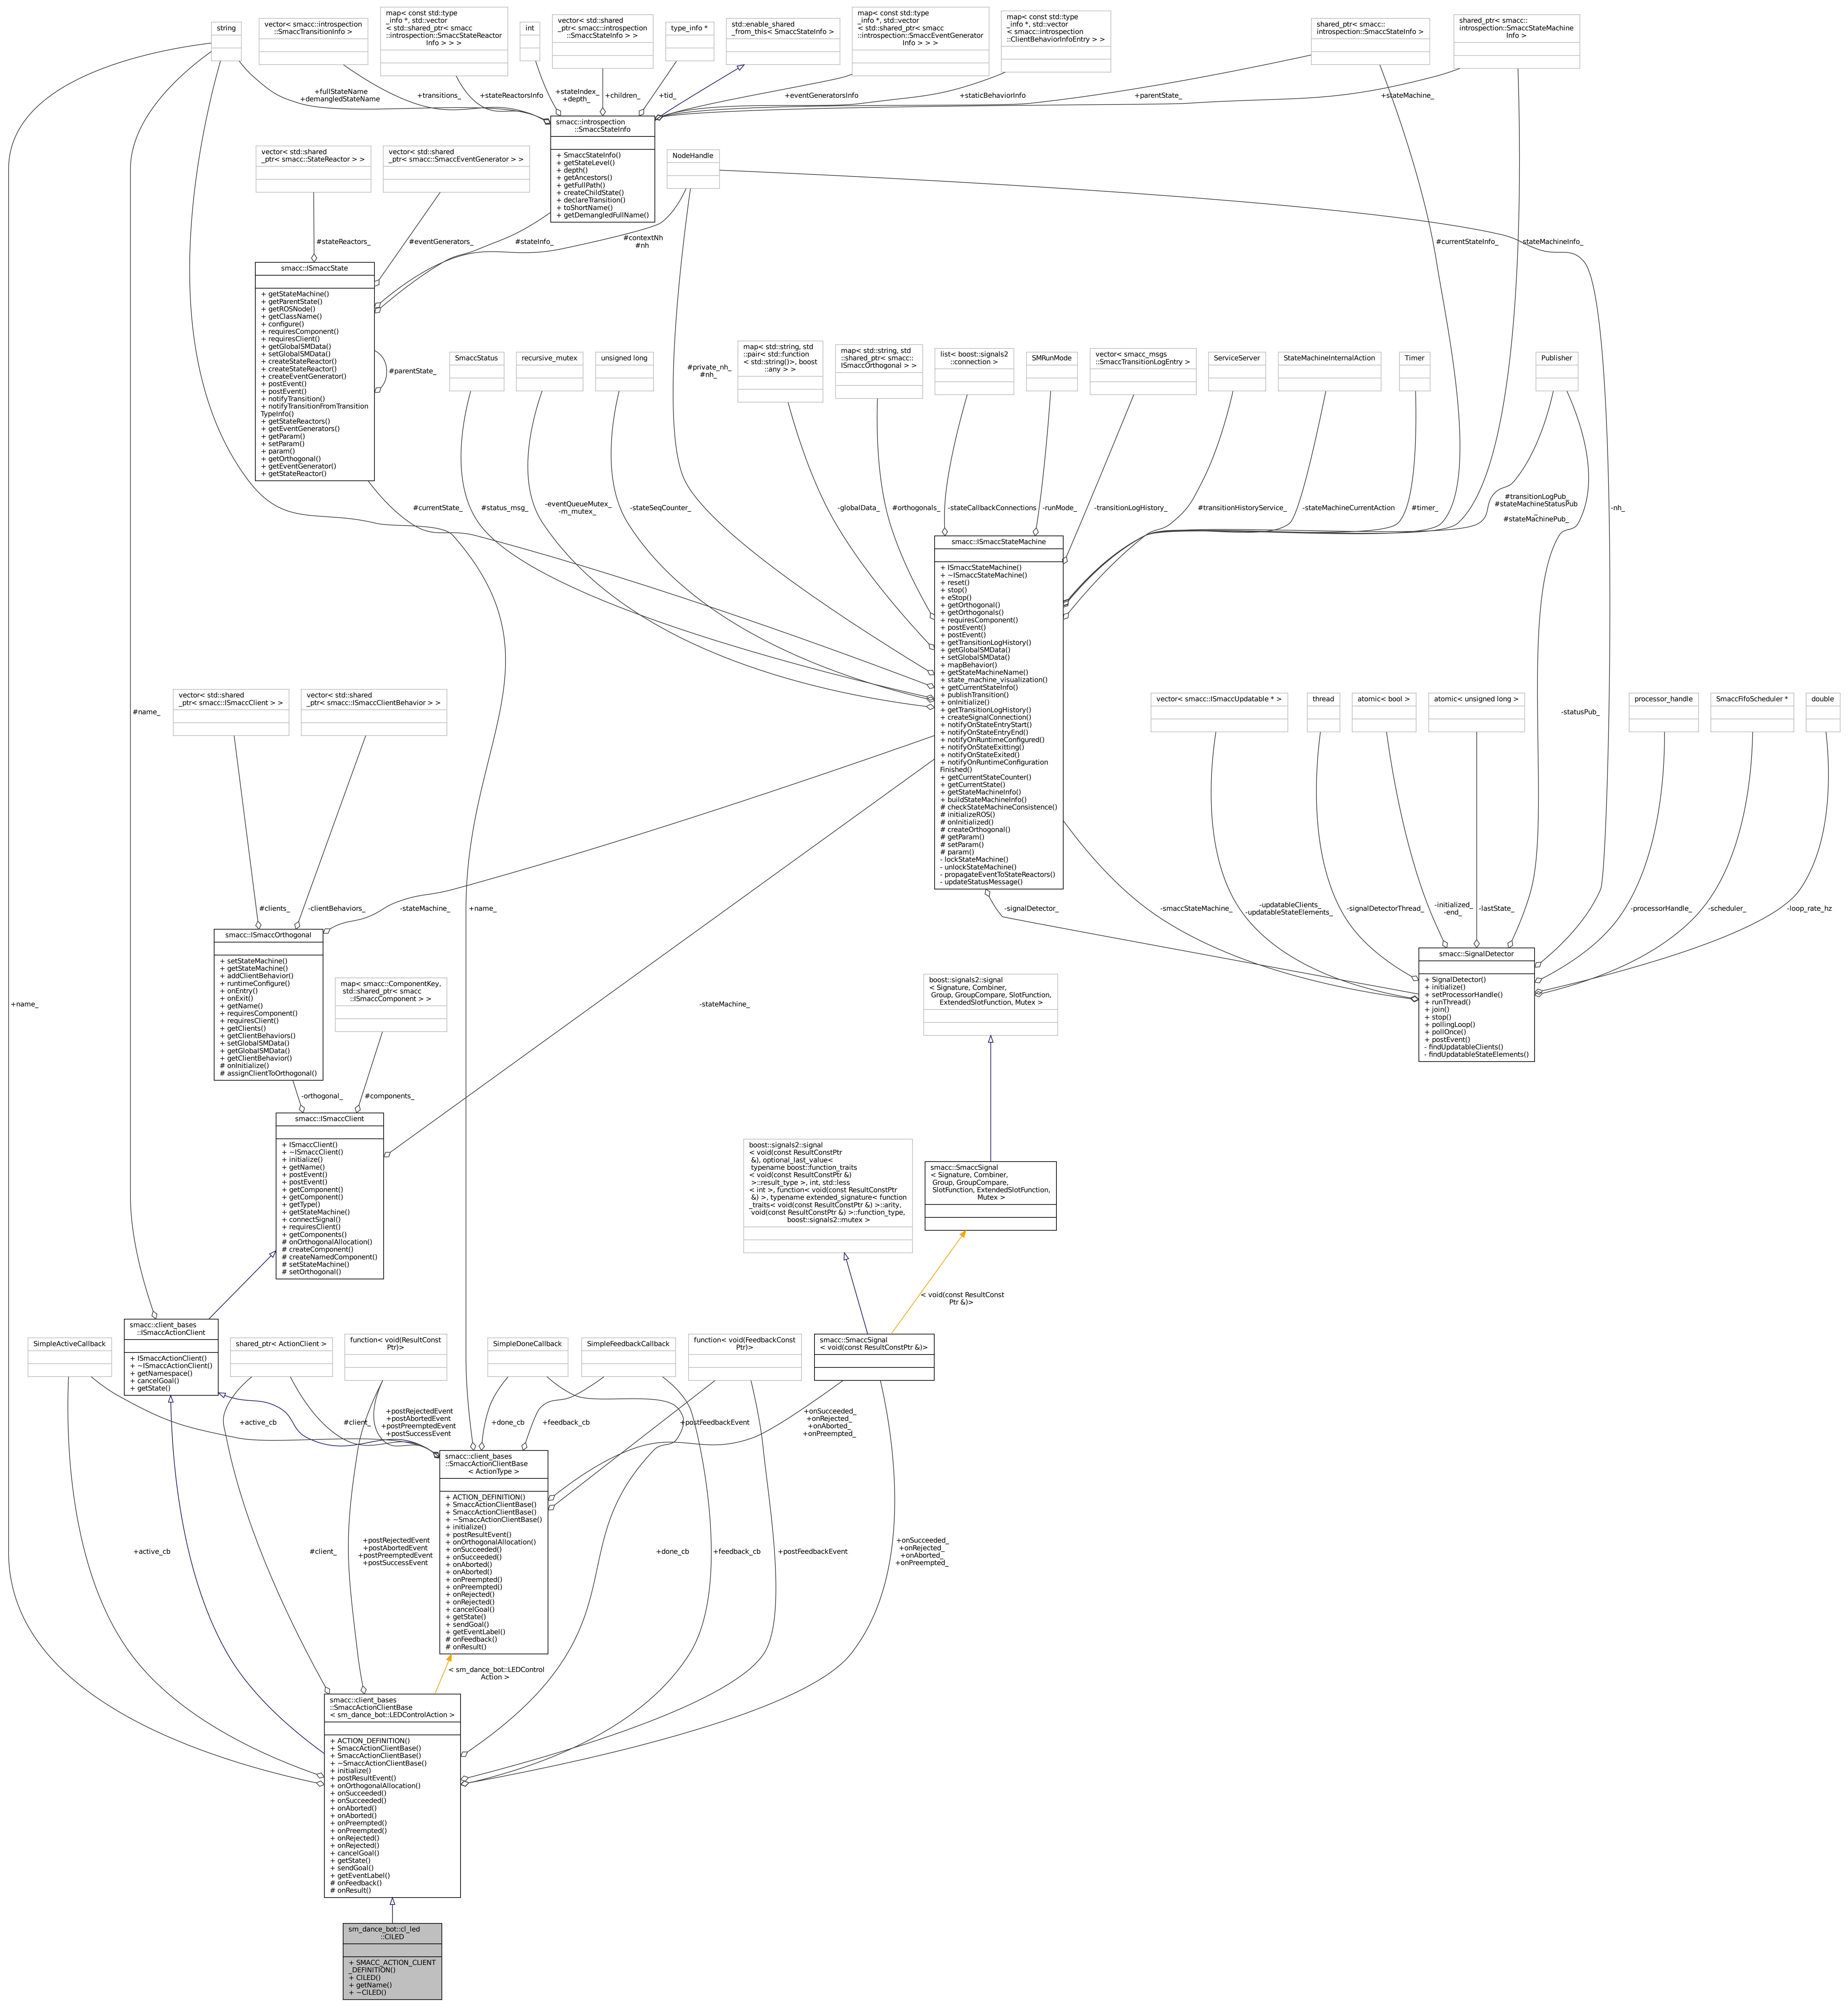 string
vector< smacc::introspection
::SmaccTransitionInfo >
map< const std::type
_info *, std::vector
< std::shared_ptr< smacc
::introspection::SmaccStateReactor
Info > > >
int
vector< std::shared
_ptr< smacc::introspection
::SmaccStateInfo > >
type_info *
std::enable_shared
_from_this< SmaccStateInfo >
map< const std::type
_info *, std::vector
< std::shared_ptr< smacc
::introspection::SmaccEventGenerator
Info > > >
map< const std::type
_info *, std::vector
< smacc::introspection
::ClientBehaviorInfoEntry > >
shared_ptr< smacc::
introspection::SmaccStateInfo >
shared_ptr< smacc::
introspection::SmaccStateMachine
Info >
+fullStateName
+demangledStateName
+transitions_
+stateReactorsInfo
+stateIndex_
+depth_
+children_
+tid_
+eventGeneratorsInfo
+staticBehaviorInfo
+parentState_
+stateMachine_
smacc::introspection
::SmaccStateInfo
+ SmaccStateInfo()
+ getStateLevel()
+ depth()
+ getAncestors()
+ getFullPath()
+ createChildState()
+ declareTransition()
+ toShortName()
+ getDemangledFullName()
vector< std::shared
_ptr< smacc::StateReactor > >
vector< std::shared
_ptr< smacc::SmaccEventGenerator > >
NodeHandle
#stateReactors_
#eventGenerators_
#stateInfo_
#contextNh
#nh
#currentStateInfo_
stateMachineInfo_
smacc::ISmaccState
+ getStateMachine()
+ getParentState()
+ getROSNode()
+ getClassName()
+ configure()
+ requiresComponent()
+ requiresClient()
+ getGlobalSMData()
+ setGlobalSMData()
+ createStateReactor()
+ createStateReactor()
+ createEventGenerator()
+ postEvent()
+ postEvent()
+ notifyTransition()
+ notifyTransitionFromTransition
TypeInfo()
+ getStateReactors()
+ getEventGenerators()
+ getParam()
+ setParam()
+ param()
+ getOrthogonal()
+ getEventGenerator()
+ getStateReactor()
#parentState_
SmaccStatus
recursive_mutex
unsigned long
#private_nh_
#nh_
map< std::string, std
::pair< std::function
< std::string()>, boost
::any > >
map< std::string, std
::shared_ptr< smacc::
ISmaccOrthogonal > >
list< boost::signals2
::connection >
SMRunMode
vector< smacc_msgs
::SmaccTransitionLogEntry >
ServiceServer
StateMachineInternalAction
Timer
Publisher
#currentState_
#status_msg_
-eventQueueMutex_
-m_mutex_
-stateSeqCounter_
-globalData_
#orthogonals_
-stateCallbackConnections
-runMode_
-transitionLogHistory_
#transitionHistoryService_
-stateMachineCurrentAction
#timer_
#transitionLogPub_
#stateMachineStatusPub
_
#stateMachinePub_
-nh_
smacc::ISmaccStateMachine
+ ISmaccStateMachine()
+ ~ISmaccStateMachine()
+ reset()
+ stop()
+ eStop()
+ getOrthogonal()
+ getOrthogonals()
+ requiresComponent()
+ postEvent()
+ postEvent()
+ getTransitionLogHistory()
+ getGlobalSMData()
+ setGlobalSMData()
+ mapBehavior()
+ getStateMachineName()
+ state_machine_visualization()
+ getCurrentStateInfo()
+ publishTransition()
+ onInitialize()
+ getTransitionLogHistory()
+ createSignalConnection()
+ notifyOnStateEntryStart()
+ notifyOnStateEntryEnd()
+ notifyOnRuntimeConfigured()
+ notifyOnStateExitting()
+ notifyOnStateExited()
+ notifyOnRuntimeConfiguration
Finished()
+ getCurrentStateCounter()
+ getCurrentState()
+ getStateMachineInfo()
+ buildStateMachineInfo()
# checkStateMachineConsistence()
# initializeROS()
# onInitialized()
# createOrthogonal()
# getParam()
# setParam()
# param()
- lockStateMachine()
- unlockStateMachine()
- propagateEventToStateReactors()
- updateStatusMessage()
vector< std::shared
_ptr< smacc::ISmaccClient > >
vector< std::shared
_ptr< smacc::ISmaccClientBehavior > >
#name_
vector< smacc::ISmaccUpdatable * >
thread
atomic< bool >
atomic< unsigned long >
-statusPub_
processor_handle
SmaccFifoScheduler *
double
#clients_
-clientBehaviors_
-stateMachine_
+name_
-signalDetector_
-smaccStateMachine_
-updatableClients_
-updatableStateElements_
-signalDetectorThread_
-initialized_
-end_
-lastState_
-processorHandle_
-scheduler_
-loop_rate_hz
smacc::ISmaccOrthogonal
+ setStateMachine()
+ getStateMachine()
+ addClientBehavior()
+ runtimeConfigure()
+ onEntry()
+ onExit()
+ getName()
+ requiresComponent()
+ requiresClient()
+ getClients()
+ getClientBehaviors()
+ setGlobalSMData()
+ getGlobalSMData()
+ getClientBehavior()
# onInitialize()
# assignClientToOrthogonal()
smacc::SignalDetector
+ SignalDetector()
+ initialize()
+ setProcessorHandle()
+ runThread()
+ join()
+ stop()
+ pollingLoop()
+ pollOnce()
+ postEvent()
- findUpdatableClients()
- findUpdatableStateElements()
map< smacc::ComponentKey,
std::shared_ptr< smacc
::ISmaccComponent > >
boost::signals2::signal
< Signature, Combiner,
Group, GroupCompare, SlotFunction,
ExtendedSlotFunction, Mutex >
+name_
-stateMachine_
-orthogonal_
#components_
smacc::ISmaccClient
+ ISmaccClient()
+ ~ISmaccClient()
+ initialize()
+ getName()
+ postEvent()
+ postEvent()
+ getComponent()
+ getComponent()
+ getType()
+ getStateMachine()
+ connectSignal()
+ requiresClient()
+ getComponents()
# onOrthogonalAllocation()
# createComponent()
# createNamedComponent()
# setStateMachine()
# setOrthogonal()
boost::signals2::signal
< void(const ResultConstPtr
&), optional_last_value<
typename boost::function_traits
< void(const ResultConstPtr &)
>::result_type >, int, std::less
< int >, function< void(const ResultConstPtr
&) >, typename extended_signature< function
_traits< void(const ResultConstPtr &) >::arity,
void(const ResultConstPtr &) >::function_type,
boost::signals2::mutex >
smacc::SmaccSignal
< Signature, Combiner,
Group, GroupCompare,
SlotFunction, ExtendedSlotFunction,
Mutex >
< void(const ResultConst
Ptr &)>
smacc::client_bases
::ISmaccActionClient
+ ISmaccActionClient()
+ ~ISmaccActionClient()
+ getNamespace()
+ cancelGoal()
+ getState()
SimpleActiveCallback
shared_ptr< ActionClient >
function< void(ResultConst
Ptr)>
SimpleDoneCallback
SimpleFeedbackCallback
function< void(FeedbackConst
Ptr)>
smacc::SmaccSignal
< void(const ResultConstPtr &)>
+active_cb
#client_
+postRejectedEvent
+postAbortedEvent
+postPreemptedEvent
+postSuccessEvent
+done_cb
+feedback_cb
+postFeedbackEvent
+onSucceeded_
+onRejected_
+onAborted_
+onPreempted_
smacc::client_bases
::SmaccActionClientBase
< ActionType >
+ ACTION_DEFINITION()
+ SmaccActionClientBase()
+ SmaccActionClientBase()
+ ~SmaccActionClientBase()
+ initialize()
+ postResultEvent()
+ onOrthogonalAllocation()
+ onSucceeded()
+ onSucceeded()
+ onAborted()
+ onAborted()
+ onPreempted()
+ onPreempted()
+ onRejected()
+ onRejected()
+ cancelGoal()
+ getState()
+ sendGoal()
+ getEventLabel()
# onFeedback()
# onResult()
+active_cb
#client_
+postRejectedEvent
+postAbortedEvent
+postPreemptedEvent
+postSuccessEvent
+done_cb
+feedback_cb
+postFeedbackEvent
+onSucceeded_
+onRejected_
+onAborted_
+onPreempted_
< sm_dance_bot::LEDControl
Action >
smacc::client_bases
::SmaccActionClientBase
< sm_dance_bot::LEDControlAction >
+ ACTION_DEFINITION()
+ SmaccActionClientBase()
+ SmaccActionClientBase()
+ ~SmaccActionClientBase()
+ initialize()
+ postResultEvent()
+ onOrthogonalAllocation()
+ onSucceeded()
+ onSucceeded()
+ onAborted()
+ onAborted()
+ onPreempted()
+ onPreempted()
+ onRejected()
+ onRejected()
+ cancelGoal()
+ getState()
+ sendGoal()
+ getEventLabel()
# onFeedback()
# onResult()
sm_dance_bot::cl_led
::ClLED
+ SMACC_ACTION_CLIENT
_DEFINITION()
+ ClLED()
+ getName()
+ ~ClLED()